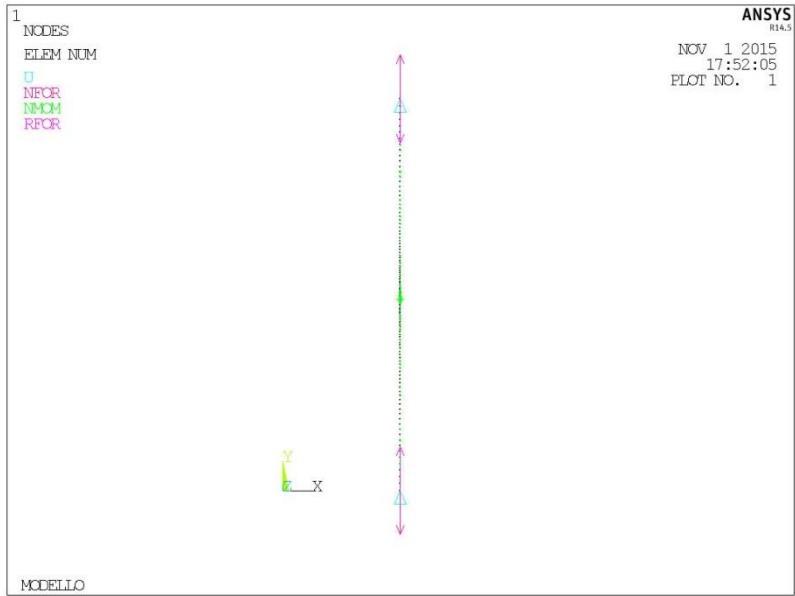 1
NODES
ELEM NUM
U
NFOR
NMOM
RFOR
ANSYS
R14.5
NOV 1 2015
17:52:05
PLOT NO. 1
Y
Z X
MODELLO